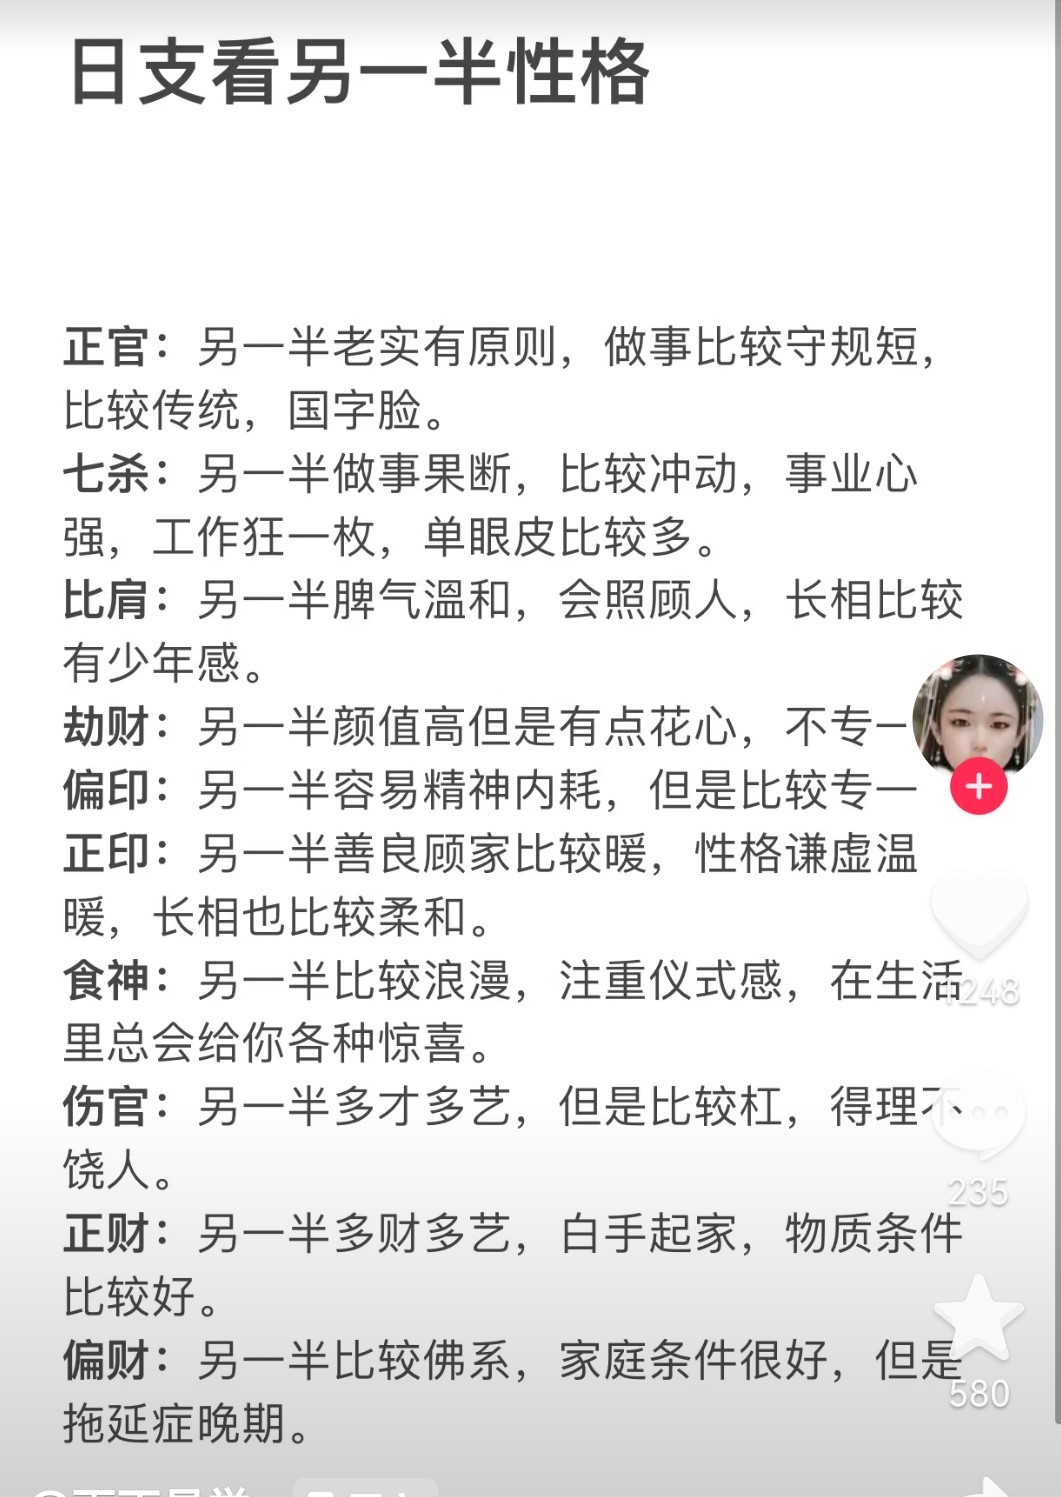 日支看另一半性格
正官：另一半老实有原则，做事比较守规短，
比较传统，国字脸。
七杀：另一半做事果断，比较冲动，事业心
强，工作狂一枚，单眼皮比较多。
比肩：另一半脾气溫和，会照顾人，长相比较
有少年感。
劫财：另一半颜值高但是有点花心，不专一
偏印：另一半容易精神内耗，但是比较专一
正印：另一半善良顾家比较暖，性格谦虚温
暖，长相也比较柔和。
食神：另一半比较浪漫，注重仪式感，在生活
1248
里总会给你各种惊喜。
伤官：另一半多才多艺，但是比较杠，得理不
饶人。
235
正财：另一半多财多艺，白手起家，物质条件
比较好。
偏财：另一半比较佛系，家庭条件很好，但是
580
拖延症晚期。